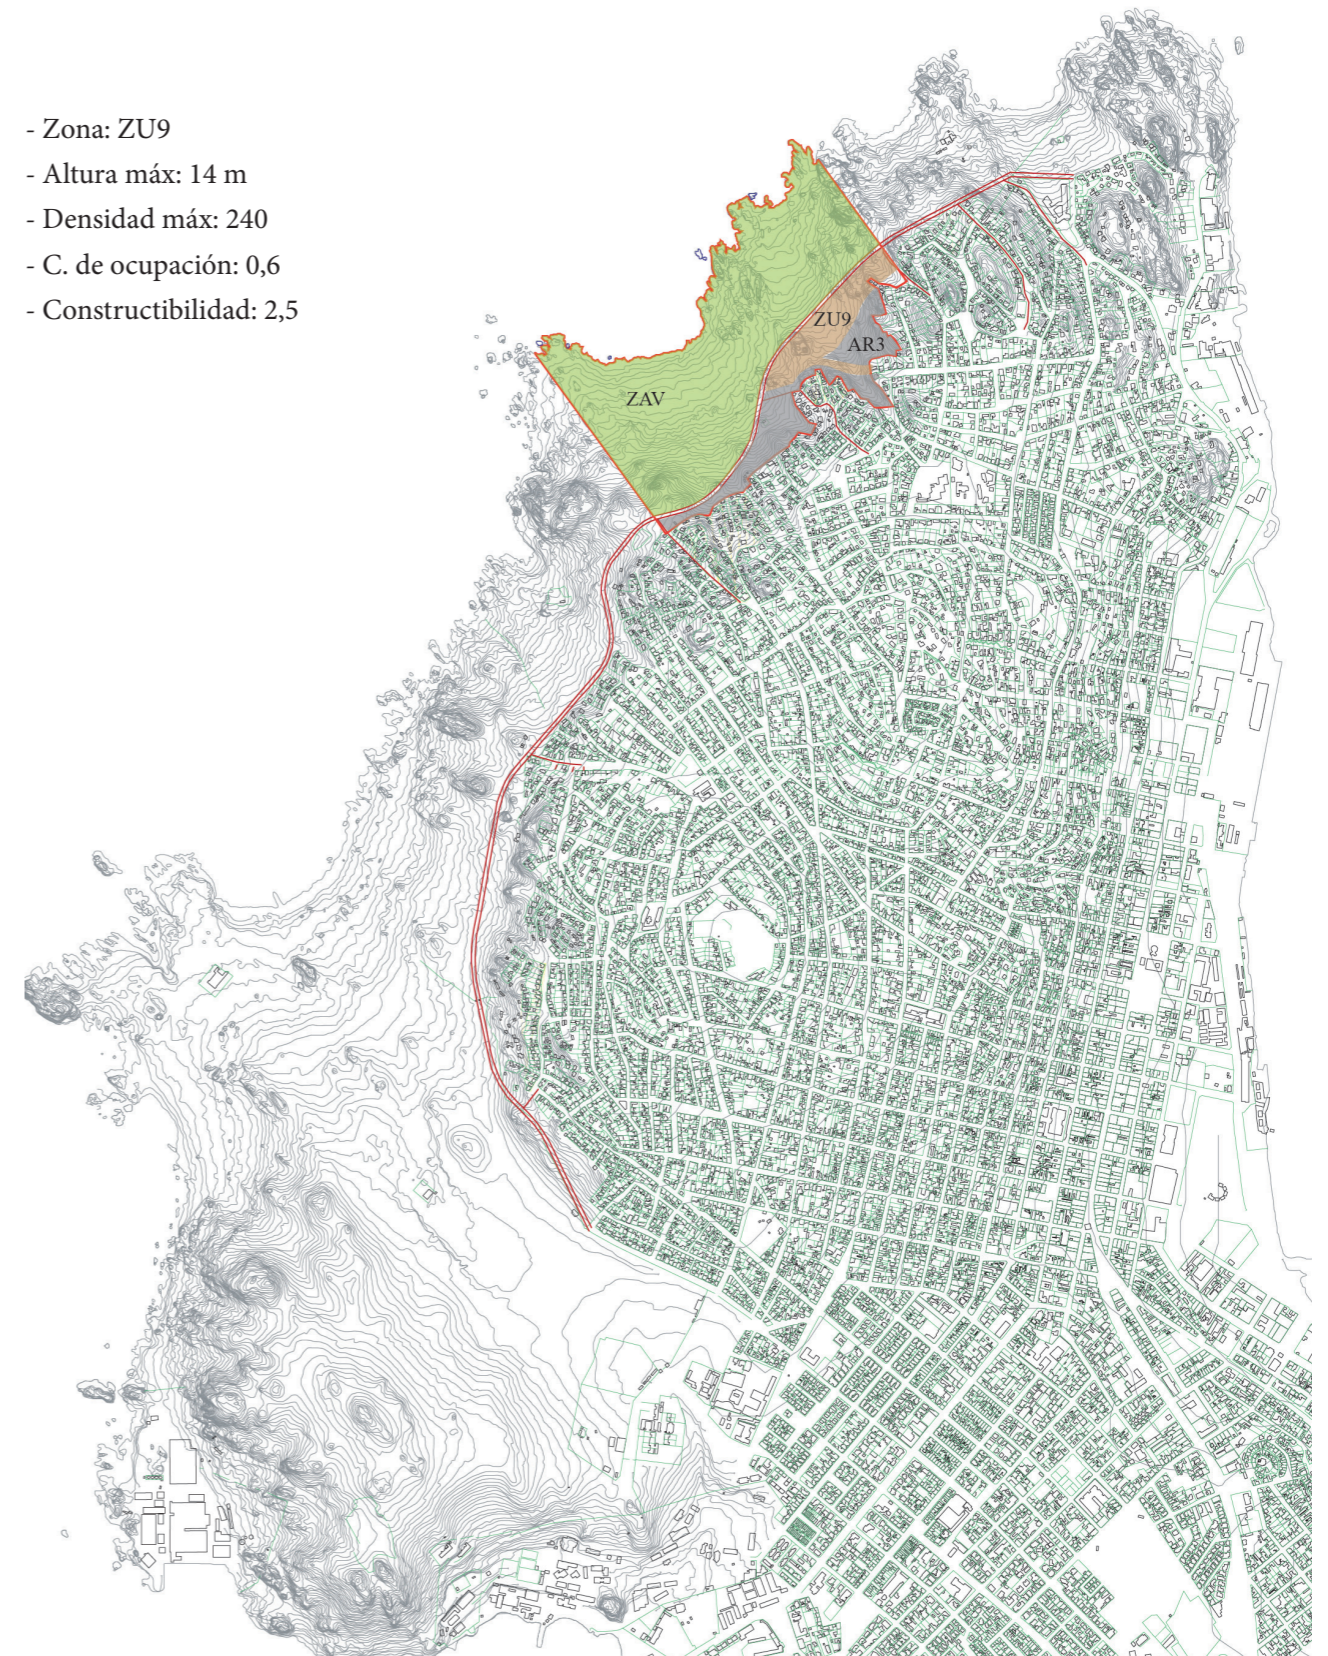 - Zona: ZU9
- Altura máx: 14 m
- Densidad máx: 240
- C. de ocupación: 0,6
- Constructibilidad: 2,5
ZU9
AR3
ZAV